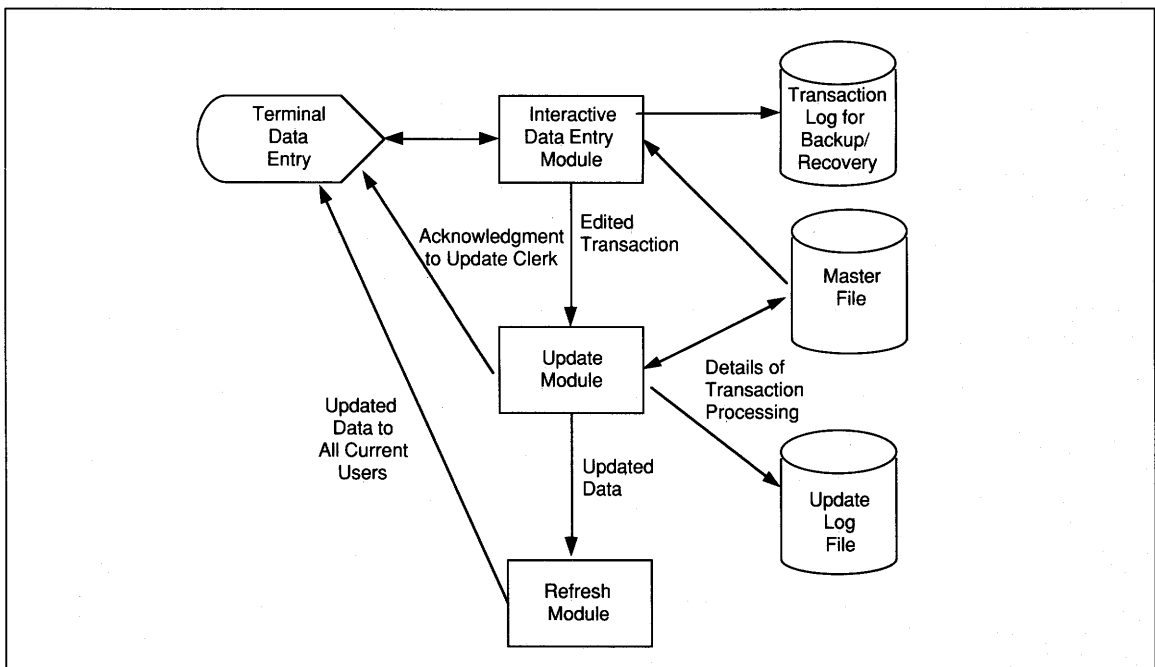 Terminal
Data
Entry
Interactive
Data Entry
Module
Transaction
Log for
Backup/
Recovery
Acknowledgment
to Update Clerk
Edited
Transaction
Master
File
Update
Module
Details of
Transaction
Processing
Updated
Data to
All Current
Users
Updated
Data
Update
Log
File
Refresh
Module